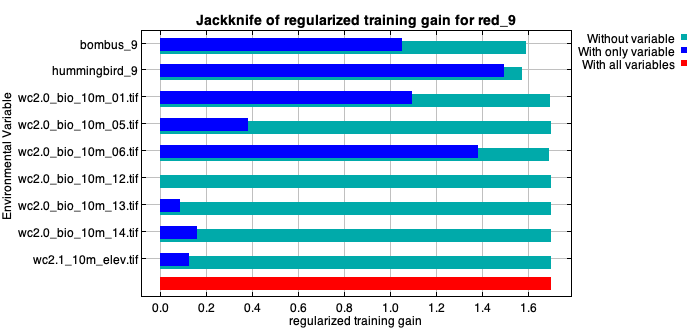 Jackknife of regularized training gain for red_9
Without variable
With only variable
With all variables
Environmental Variable
bombus_9
hummingbird_9
wc2.0_bio_10m_01.tif
wc2.0_bio_10m_05.tif
wc2.0_bio_10m_06.tif
wc2.0_bio_10m_12.tif
wc2.0_bio_10m_13.tif
wc2.0_bio_10m_14.tif
wc2.1_10m_elev.tif
0.0 0.2 0.4 0.6 0.8 1.0 1.2 1.4 1.6
regularized training gain